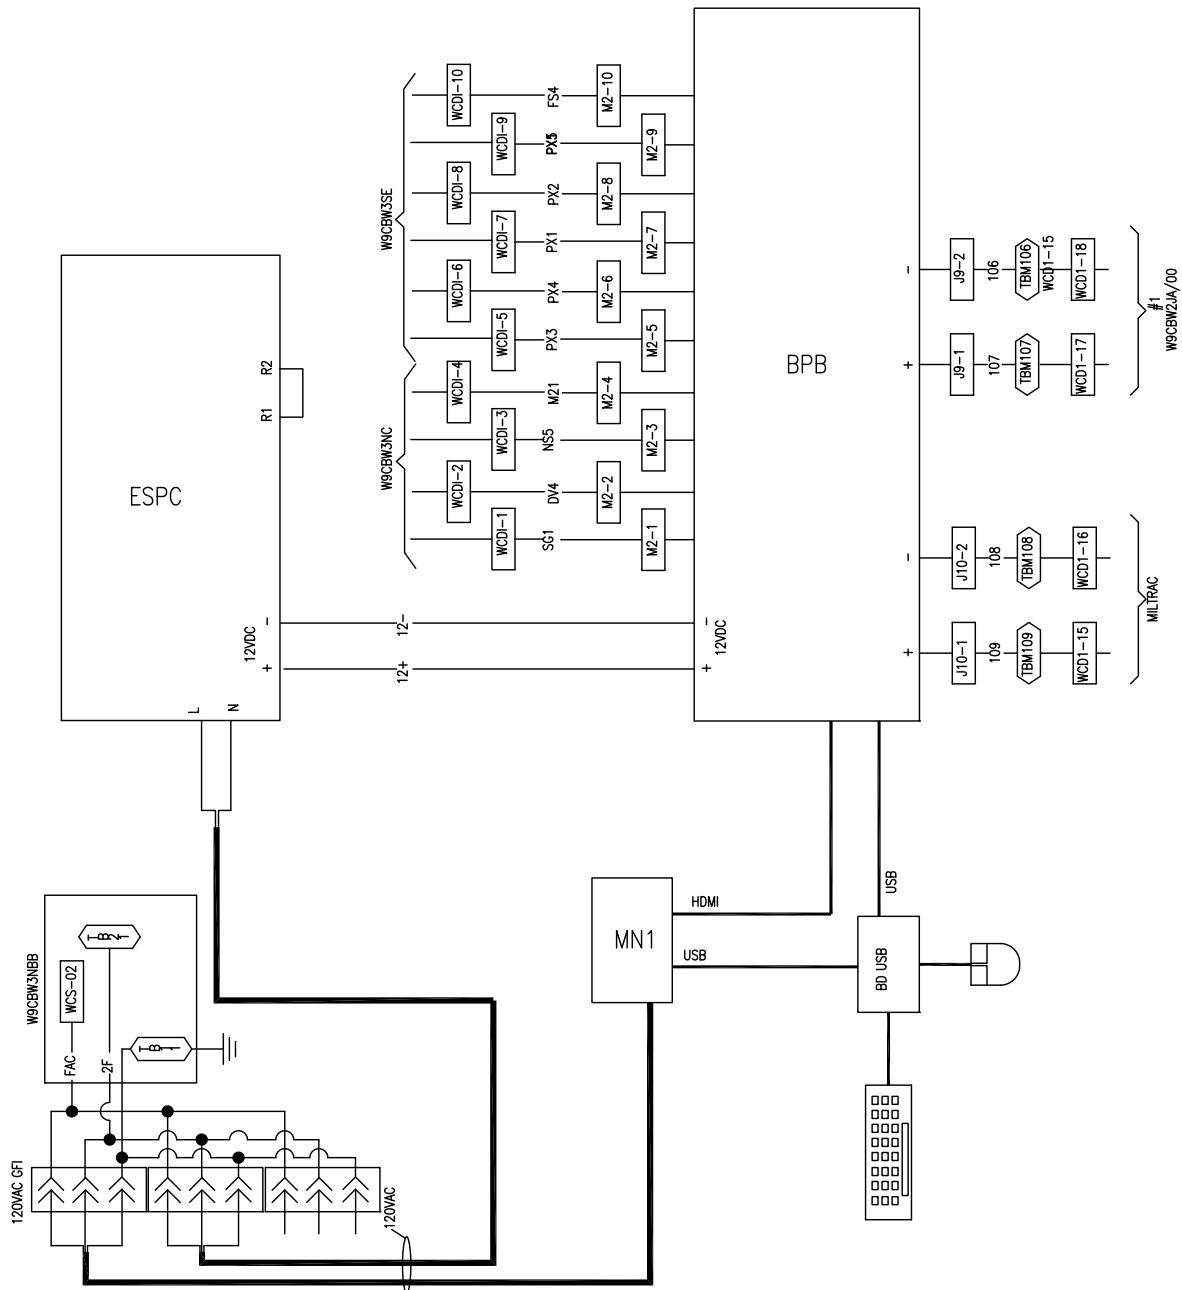 BPB
12VDC
+
-
+
-
+
-
M2-10
M2-9
M2-8
M2-7
M2-6
M2-5
M2-4
M2-3
M2-2
M2-1
FS4
PX2
PX1
PX4
PX3
M21
NS5
DV4
SG1
WCDI-10
WCDI-9
WCDI-8
WCDI-7
WCDI-6
WCDI-5
WCDI-4
WCDI-3
WCDI-2
WCDI-1
W9CBW3SE
W9CBW3NC
ESPC
R2
R1
12VDC
-
+
L
N
12-
12+
J9-2
106
TBM106
WCD1-15
WCD1-18
J9-1
107
TBM107
WCD1-17
#1
W9CBW2JA/00
J10-2
108
TBM108
WCD1-16
J10-1
109
TBM109
WCD1-15
MILTRAC
W9CBW3NBB
WCS-02
TB21
TB11
FAC
2F
120VAC GFI
120VAC
MN1
HDMI
USB
USB
BD USB